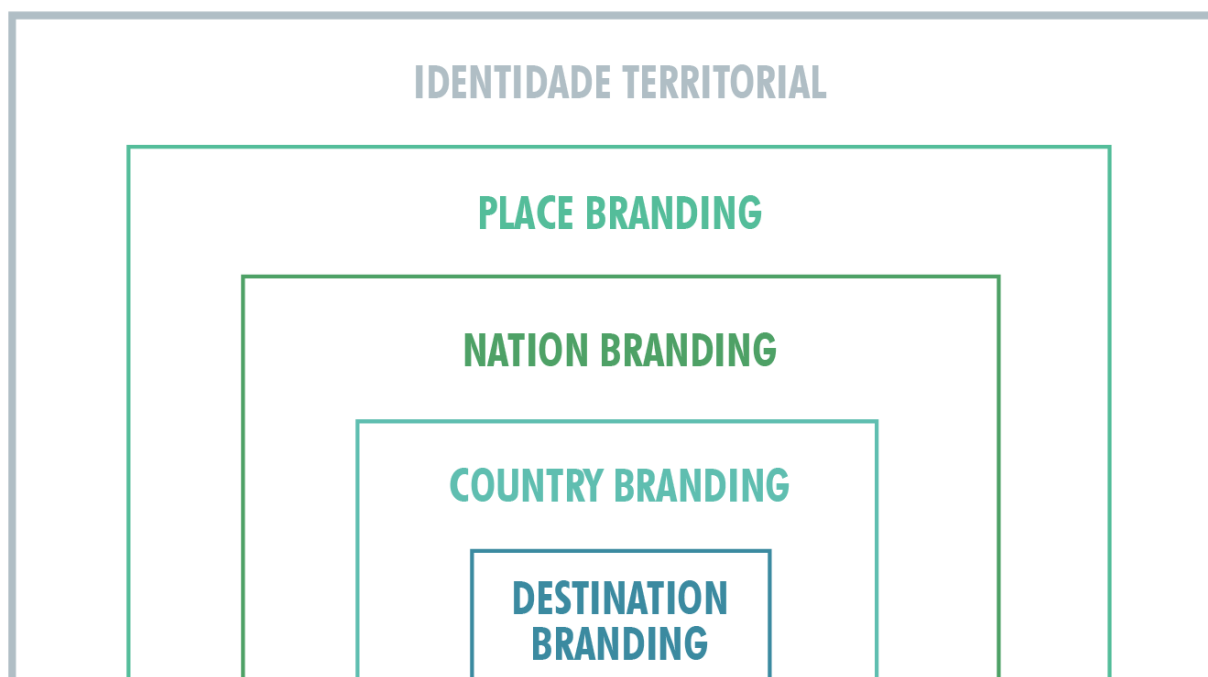 IDENTIDADE TERRITORIAL
PLACE BRANDING
NATION BRANDING
COUNTRY BRANDING
DESTINATION
BRANDING